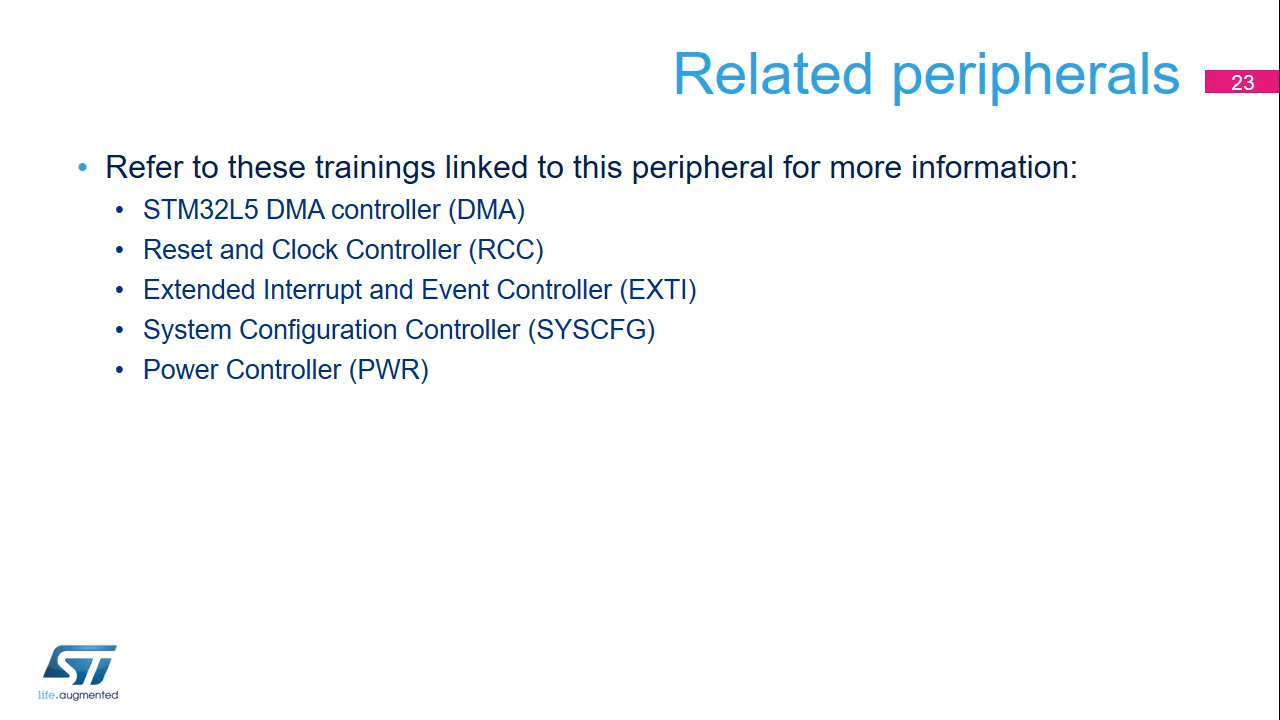 Related peripherals
23
• Refer to these trainings linked to this peripheral for more information:
• STM32L5 DMA controller (DMA)
• Reset and Clock Controller (RCC)
• Extended Interrupt and Event Controller (EXTI)
• System Configuration Controller (SYSCFG)
• Power Controller (PWR)
ST
life.augmented